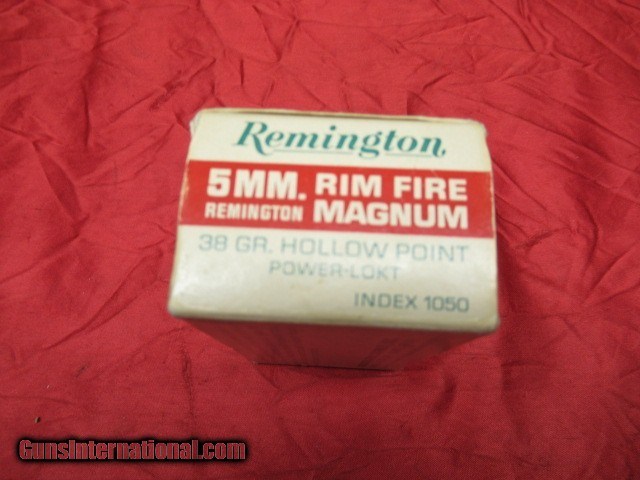 Remington
5MM. RIM FIRE
REMINGTON MAGNUM
38 GR. HOLLOW POINT
POWER-LOKT
INDEX 1050
GunsInternational.com